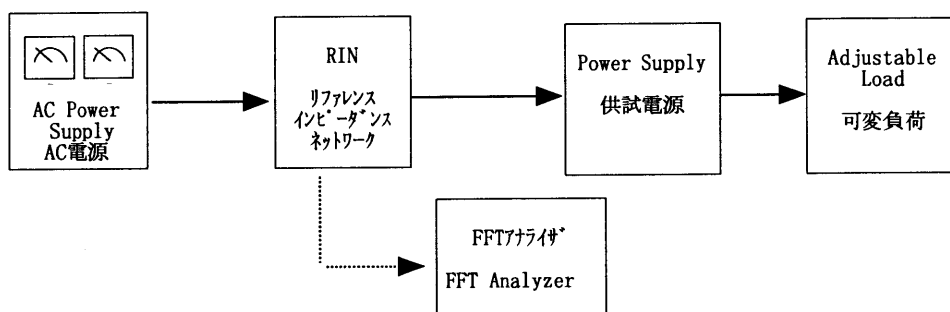 AC Power
Supply
AC電源
RIN
リファレンス
インピーダンス
ネットワーク
Power Supply
供試電源
Adjustable
Load
可変負荷
FFTアナライザ
FFT Analyzer